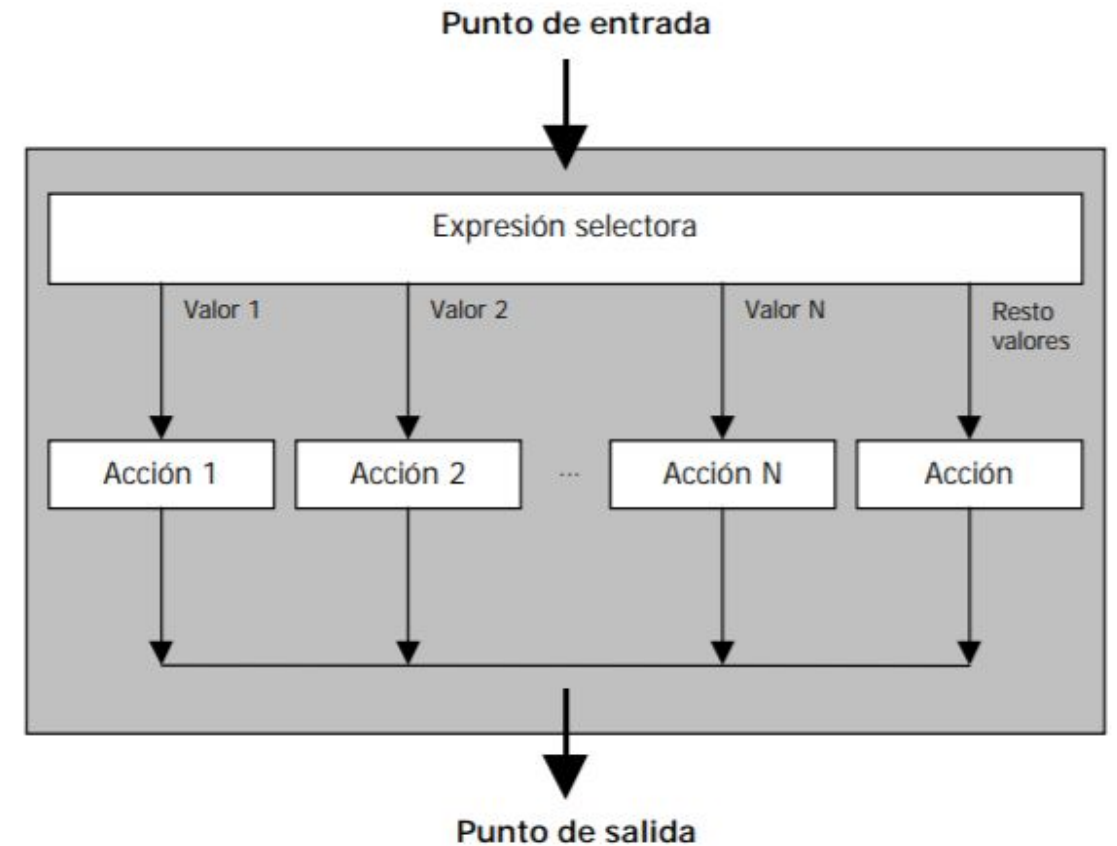 Punto de entrada
Expresión selectora
Valor 1
Valor 2
Valor N
Resto
valores
Acción 1
Acción 2
...
Acción N
Acción
Punto de salida